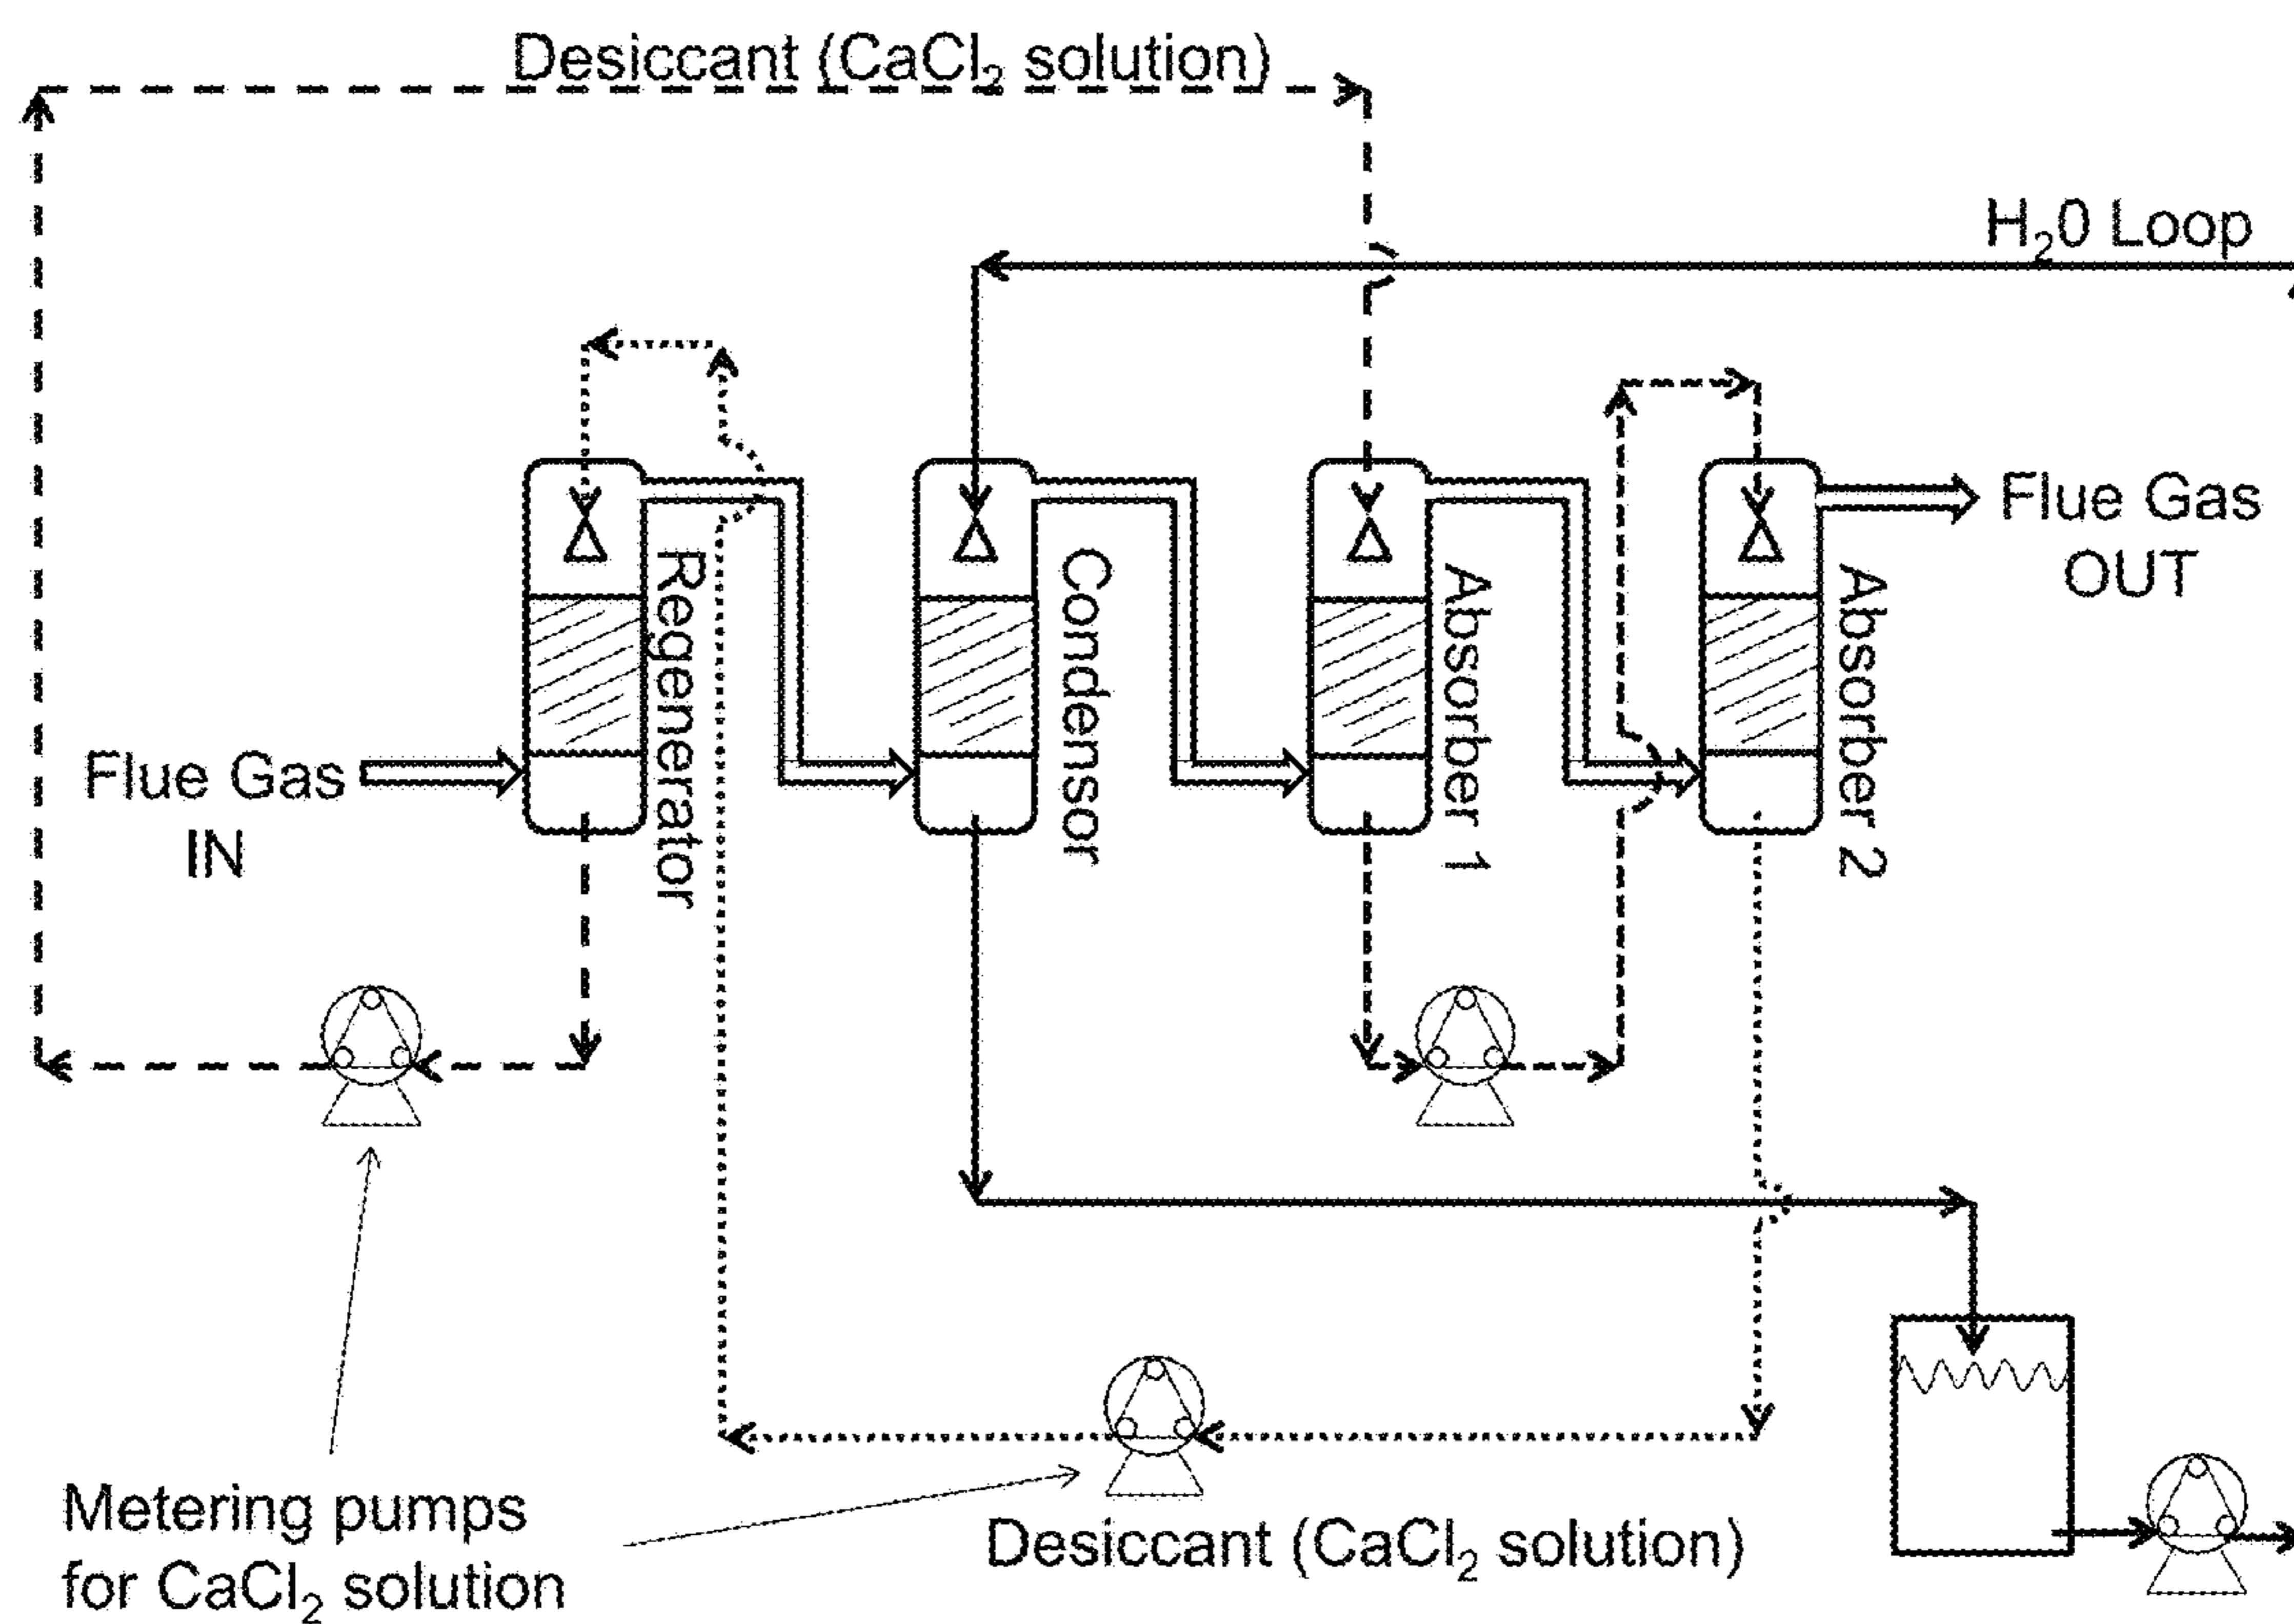 Desiccant (CaCl₂ solution)
H₂0 Loop
Flue Gas
OUT
Regenerator
Condensor
Absorber 1
Absorber 2
Flue Gas
IN
Metering pumps
for CaCl₂ solution
Desiccant (CaCl₂ solution)